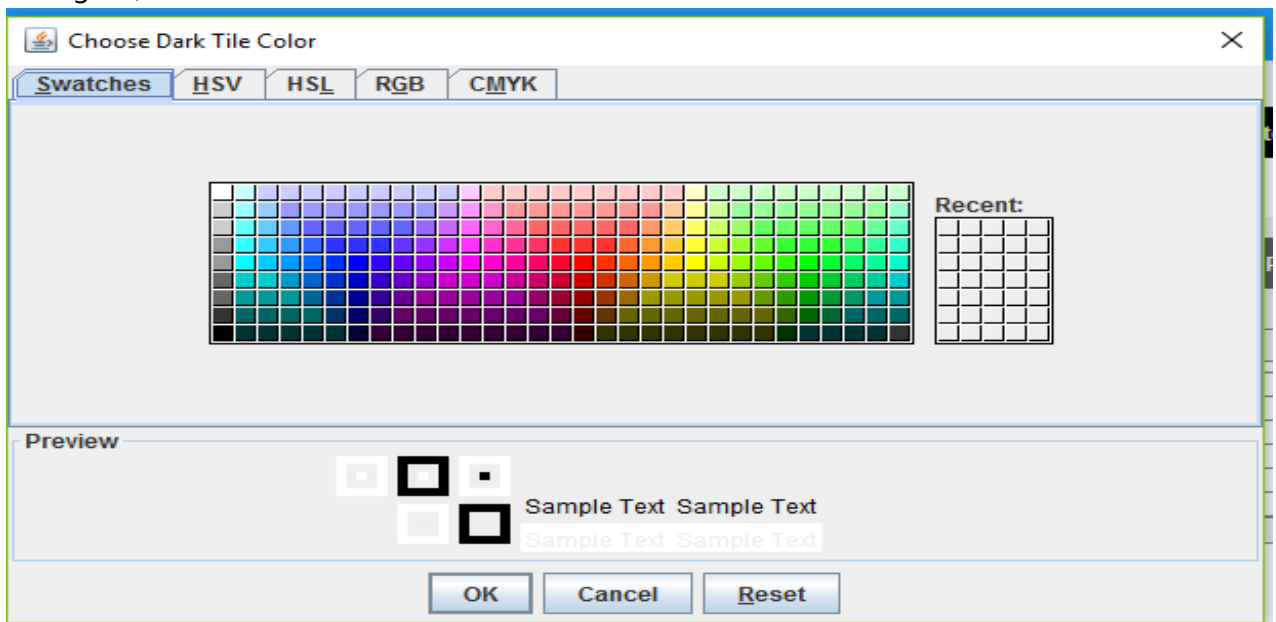 Choose Dark Tile Color
Swatches HSV HSL RGB CMYK
Recent:
Preview
Sample Text Sample Text
Sample Text Sample Text
OK Cancel Reset